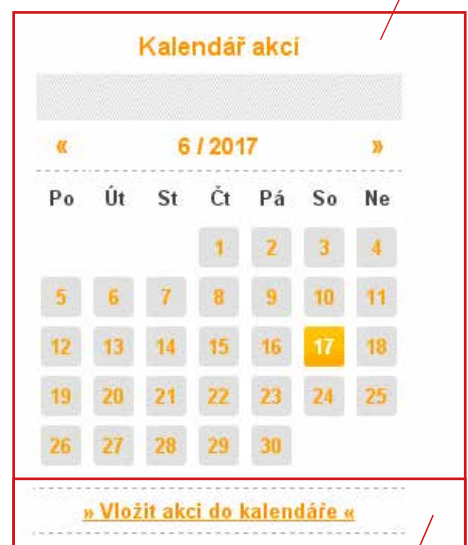 Kalendář akcí
« 6 / 2017 »
Po Út St Čt Pá So Ne
1 2 3 4
5 6 7 8 9 10 11
12 13 14 15 16 17 18
19 20 21 22 23 24 25
26 27 28 29 30
» Vložit akci do kalendáře «